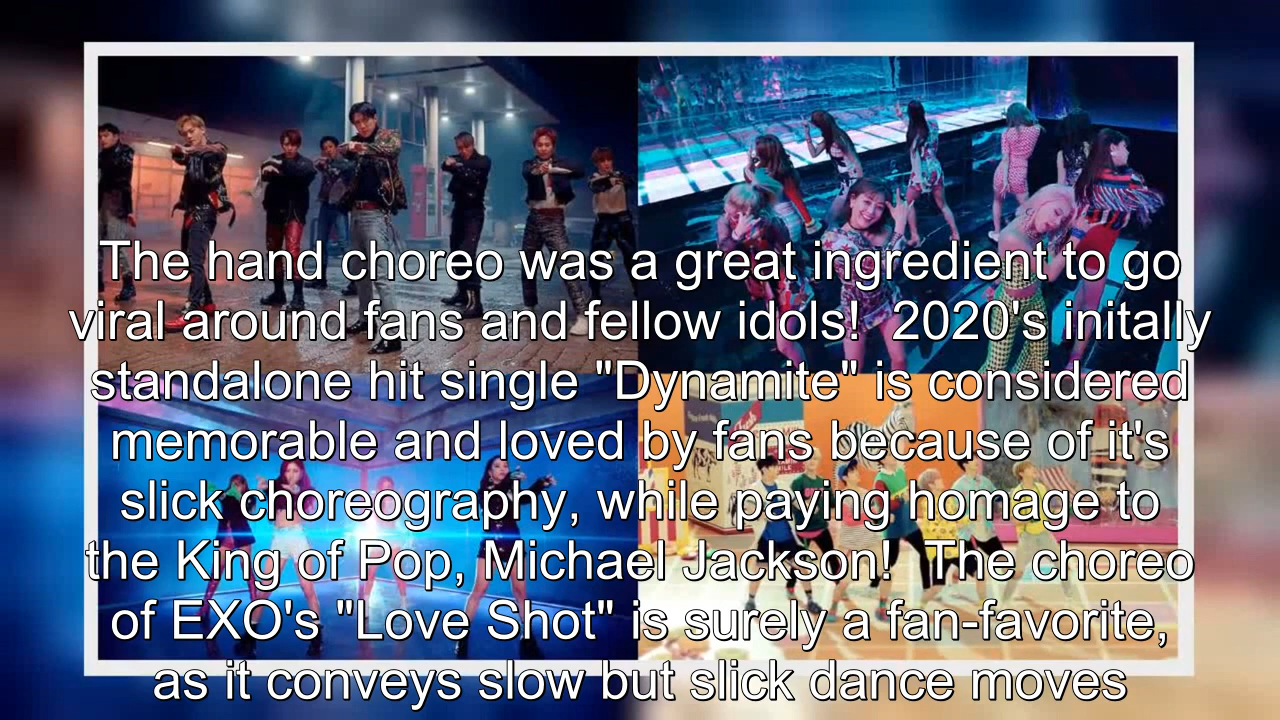 The hand choreo was a great ingredient to go
viral around fans and fellow idols!  2020's initally
standalone hit single "Dynamite" is considered
memorable and loved by fans because of it's
slick choreography, while paying homage to
the King of Pop, Michael Jackson!  The choreo
of EXO's "Love Shot" is surely a fan-favorite,
as it conveys slow but slick dance moves